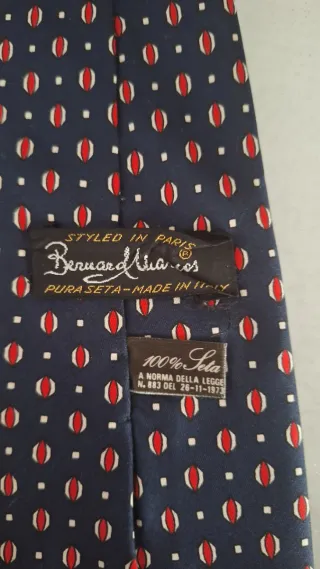 STYLED IN PARIS
Bernard Marcos ®
PURA SETA - MADE IN ITALY
100% Seta
A NORMA DELLA LEGGE
N. 883 DEL 26-11-1973